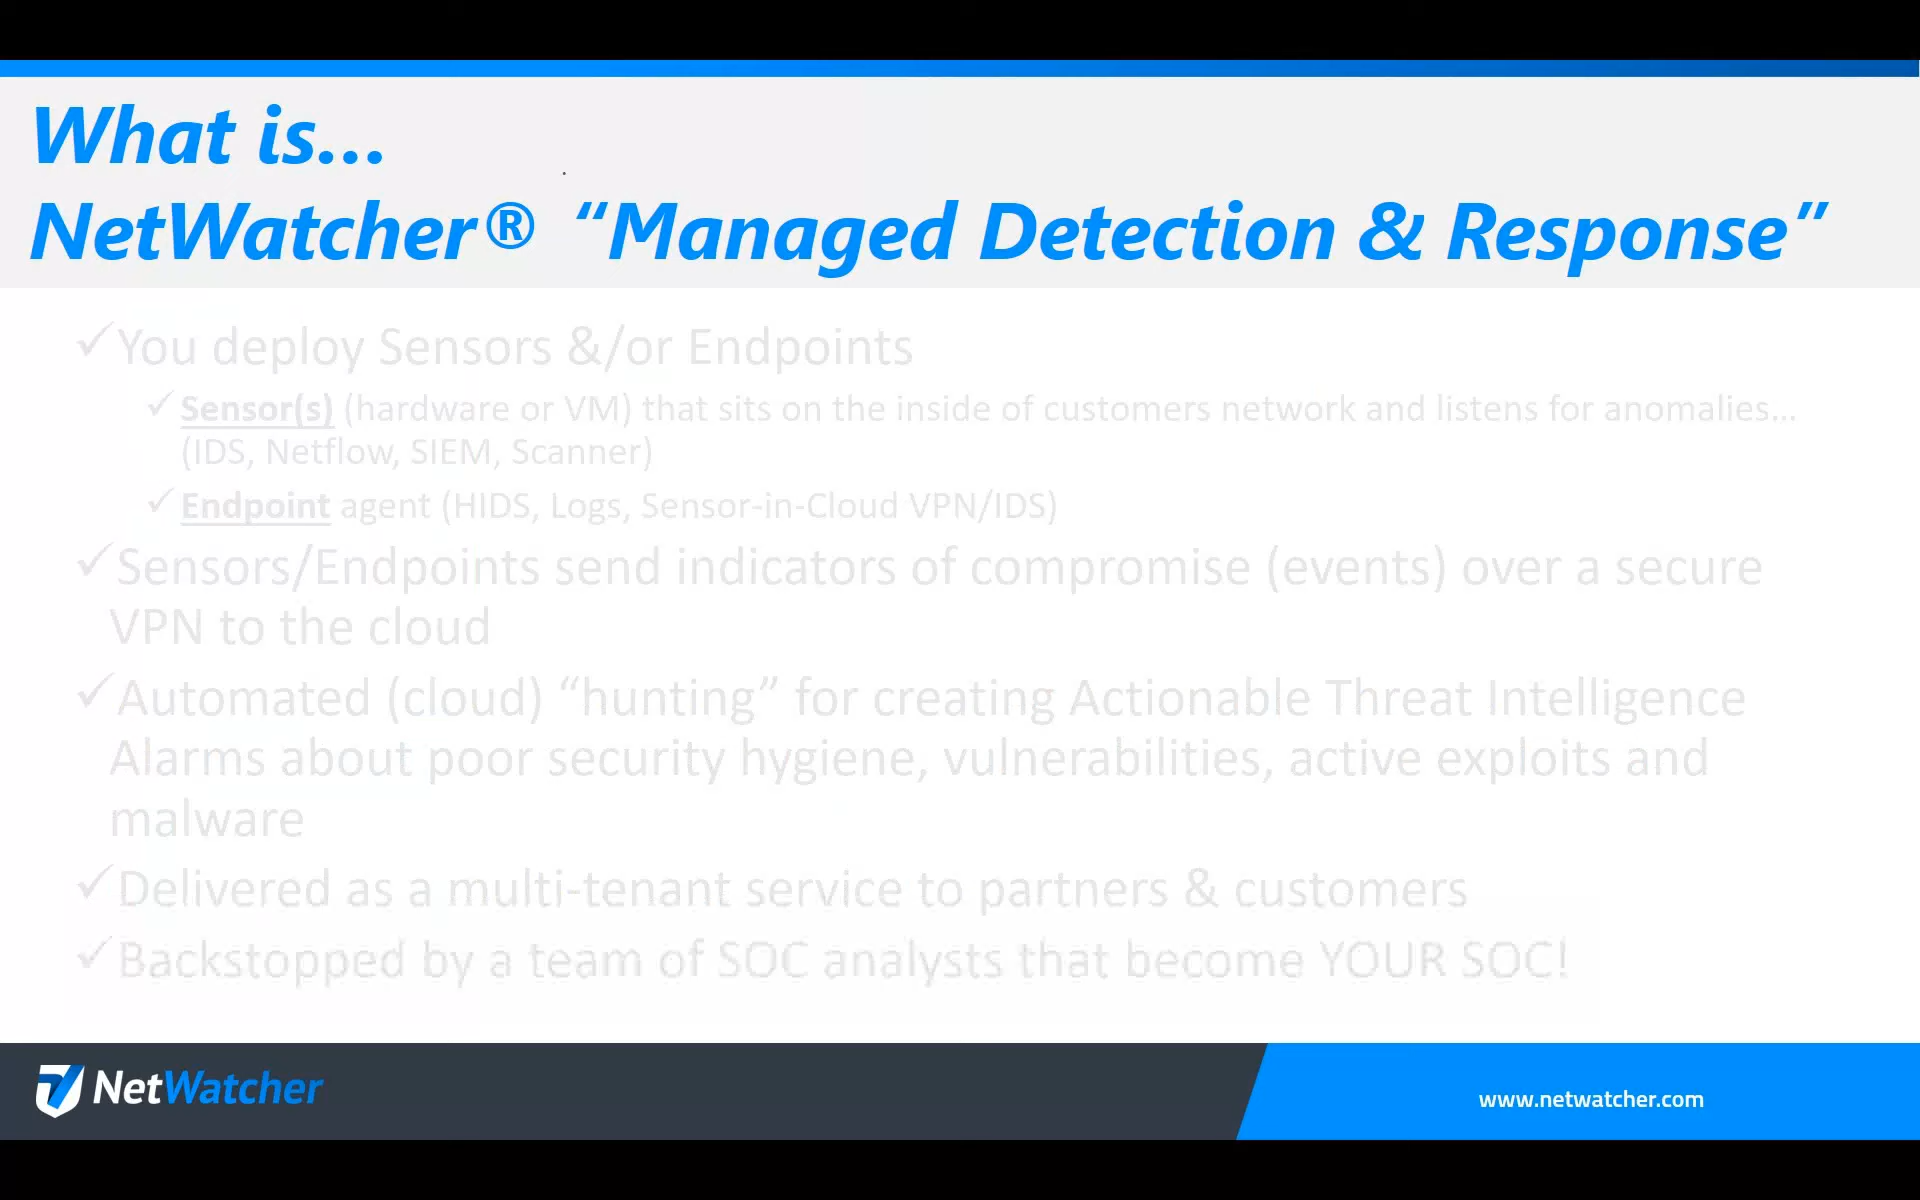 What is...
NetWatcher® “Managed Detection & Response”
You deploy Sensors &/or Endpoints
Sensor(s) (hardware or VM) that sits on the inside of customers network and listens for anomalies…
(IDS, Netflow, SIEM, Scanner)
Endpoint agent (HIDS, Logs, Sensor-in-Cloud VPN/IDS)
Sensors/Endpoints send indicators of compromise (events) over a secure
VPN to the cloud
Automated (cloud) “hunting” for creating Actionable Threat Intelligence
Alarms about poor security hygiene, vulnerabilities, active exploits and
malware
Delivered as a multi-tenant service to partners & customers
Backstopped by a team of SOC analysts that become YOUR SOC!
NetWatcher
www.netwatcher.com